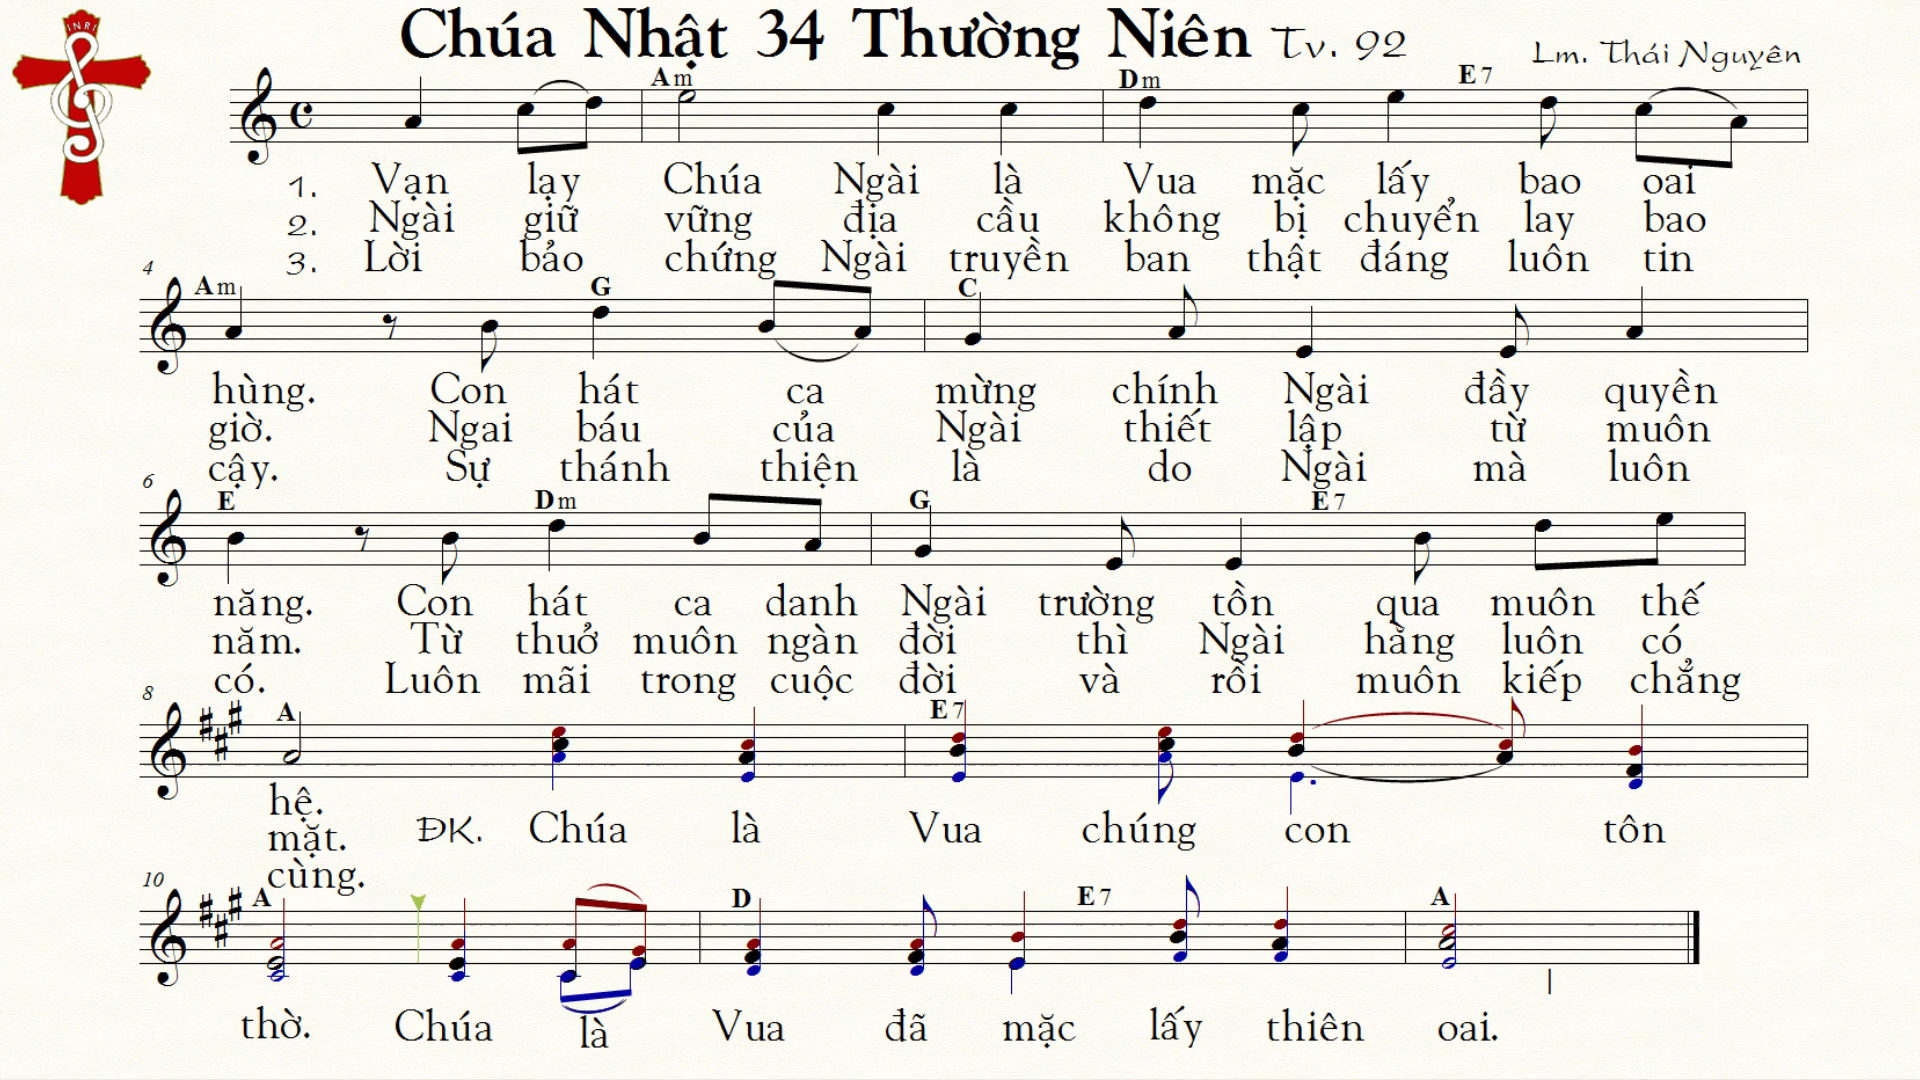 INRI
Chúa Nhật 34 Thường Niên Tv. 92
Lm. Thái Nguyên
Am Dm E7
1. Vạn lạy Chúa Ngài là Vua mặc lấy bao oai
2. Ngài giữ vững địa cầu không bị chuyển lay bao
3. Lời bảo chứng Ngài truyền ban thật đáng luôn tin
4
Am G C
hùng. Con hát ca mừng chính Ngài đầy quyền
giờ. Ngai báu của Ngài thiết lập từ muôn
cậy. Sự thánh thiện là do Ngài mà luôn
6
E Dm G E7
năng. Con hát ca danh Ngài trường tồn qua muôn thế
năm. Từ thuở muôn ngàn đời thì Ngài hằng luôn có
có. Luôn mãi trong cuộc đời và rồi muôn kiếp chẳng
8
A E7
hệ.
mặt. ĐK. Chúa là Vua chúng con tôn
cùng.
10
A D E7 A
thờ. Chúa là Vua đã mặc lấy thiên oai.